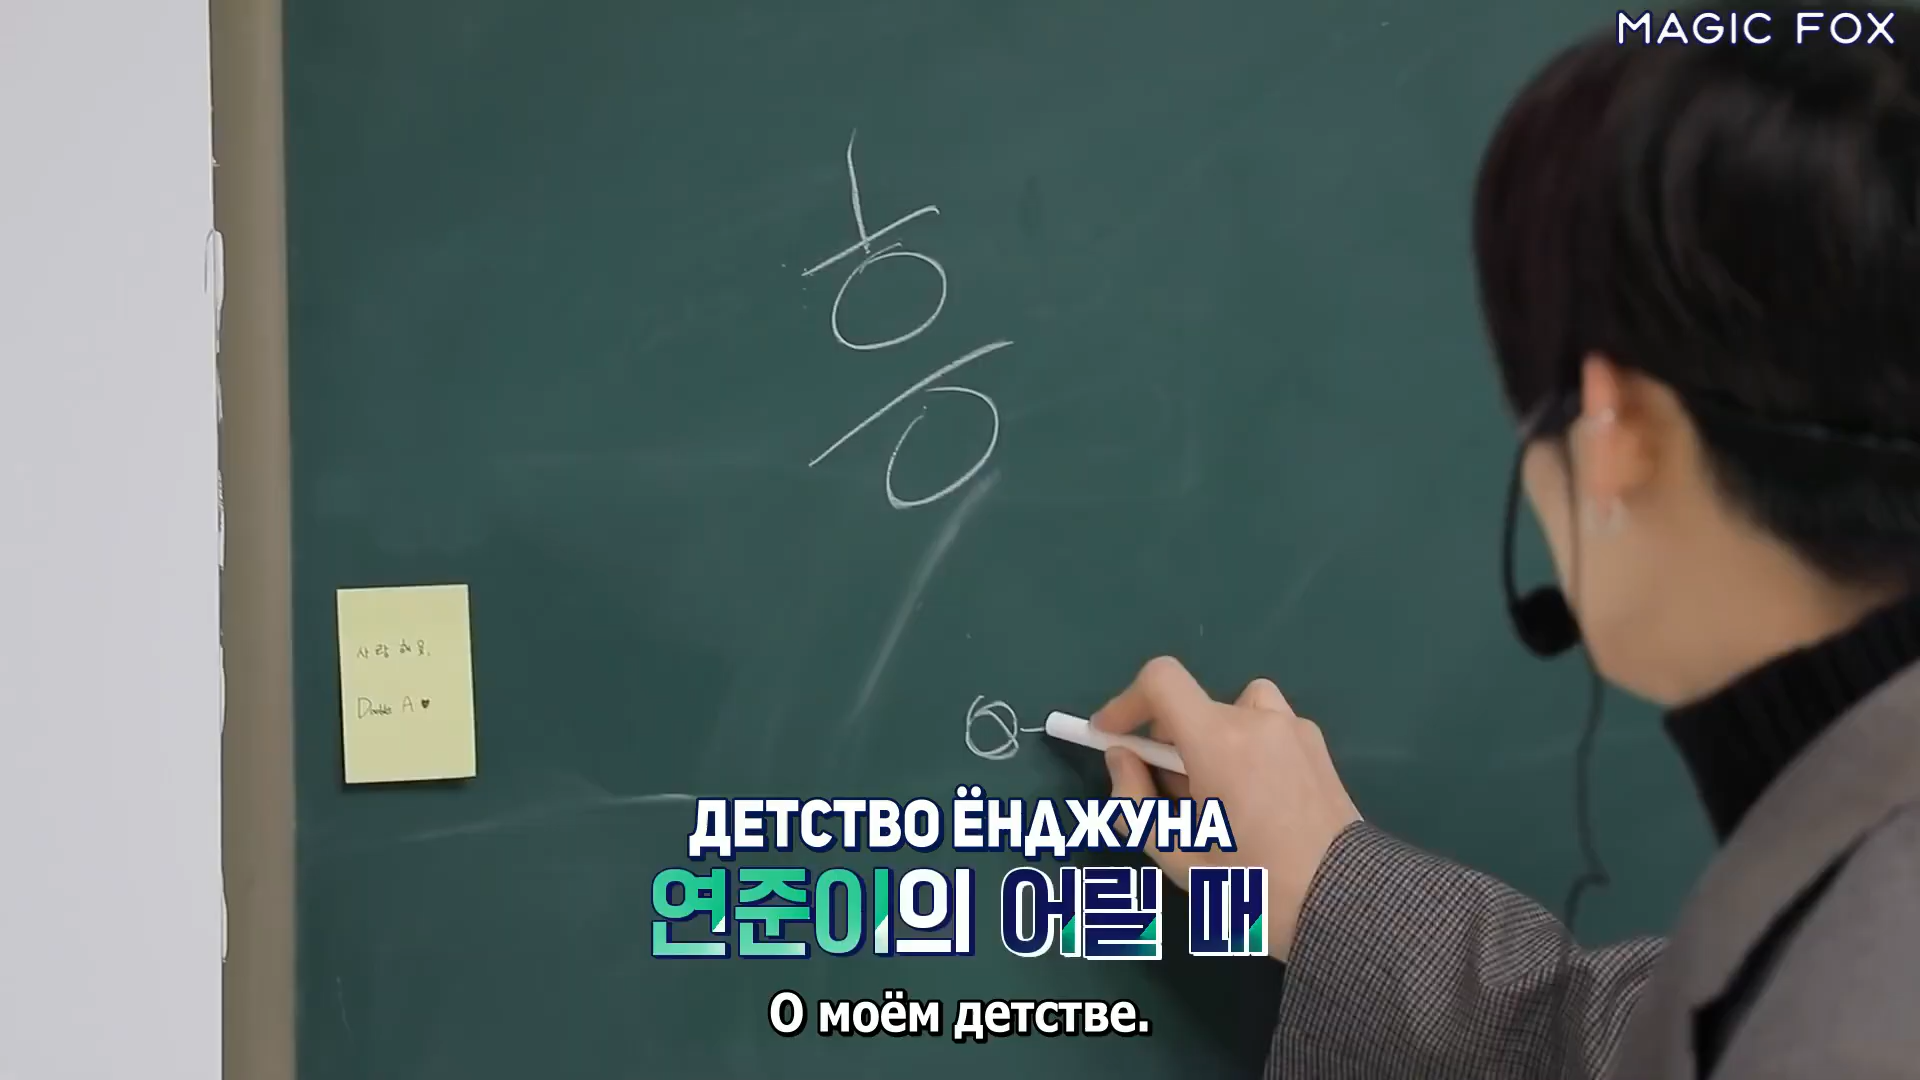 MAGIC FOX
흥
사랑해요.
Double A ♥
ДЕТСТВО ЁНДЖУНА
연준이의 어릴 때
О моём детстве.